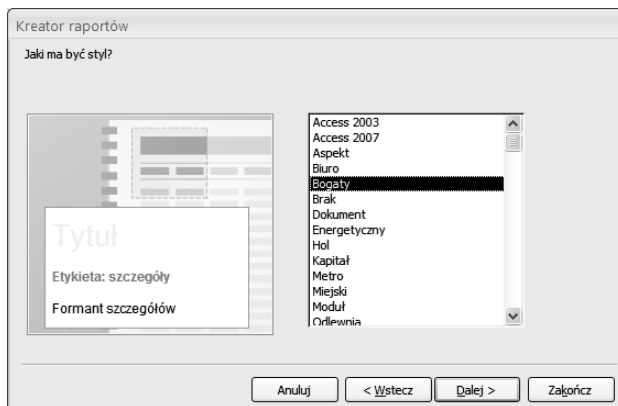 Kreator raportów
Jaki ma być styl?
Tytuł
Etykieta: szczegóły
Formant szczegółów
Access 2003
Access 2007
Aspekt
Biuro
Bogaty
Brak
Dokument
Energetyczny
Hol
Kapitał
Metro
Miejski
Moduł
Odlewnia
Anuluj
< Wstecz
Dalej >
Zakończ